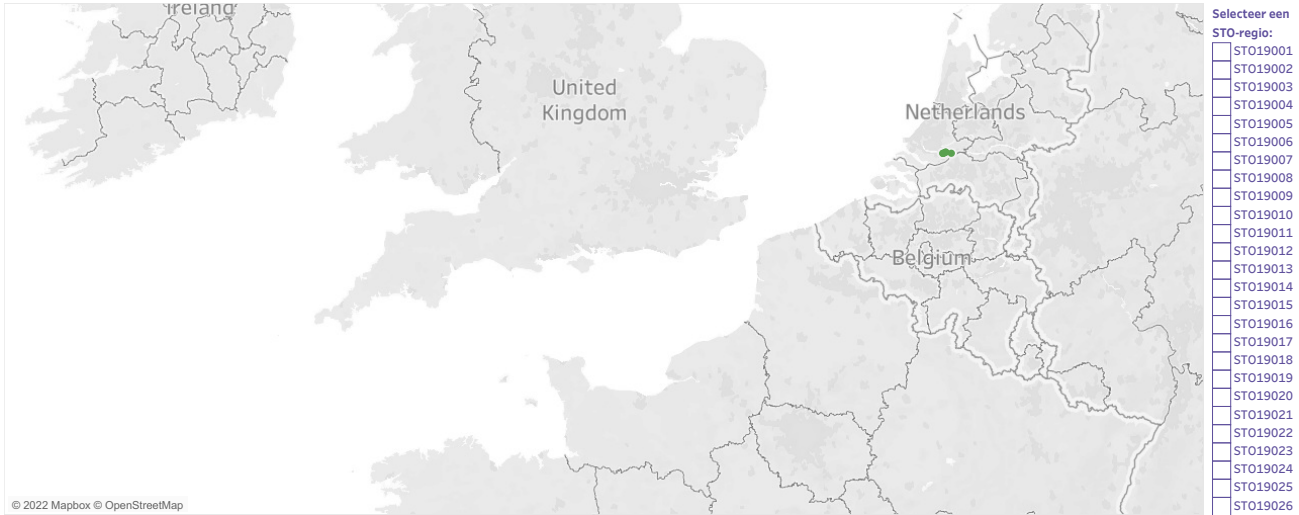 Ireland
United
Kingdom
Netherlands
Belgium
© 2022 Mapbox © OpenStreetMap
Selecteer een
STO-regio:
STO19001
STO19002
STO19003
STO19004
STO19005
STO19006
STO19007
STO19008
STO19009
STO19010
STO19011
STO19012
STO19013
STO19014
STO19015
STO19016
STO19017
STO19018
STO19019
STO19020
STO19021
STO19022
STO19023
STO19024
STO19025
STO19026